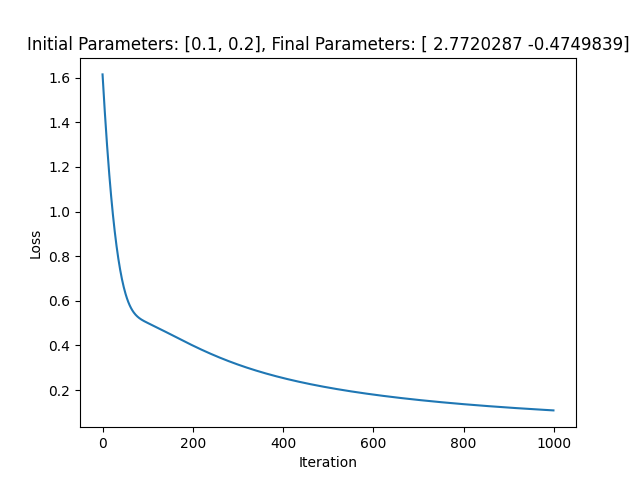 Initial Parameters: [0.1, 0.2], Final Parameters: [ 2.7720287 -0.4749839]
1.6
1.4
1.2
1.0
0.8
0.6
0.4
0.2
Loss
0 200 400 600 800 1000
Iteration